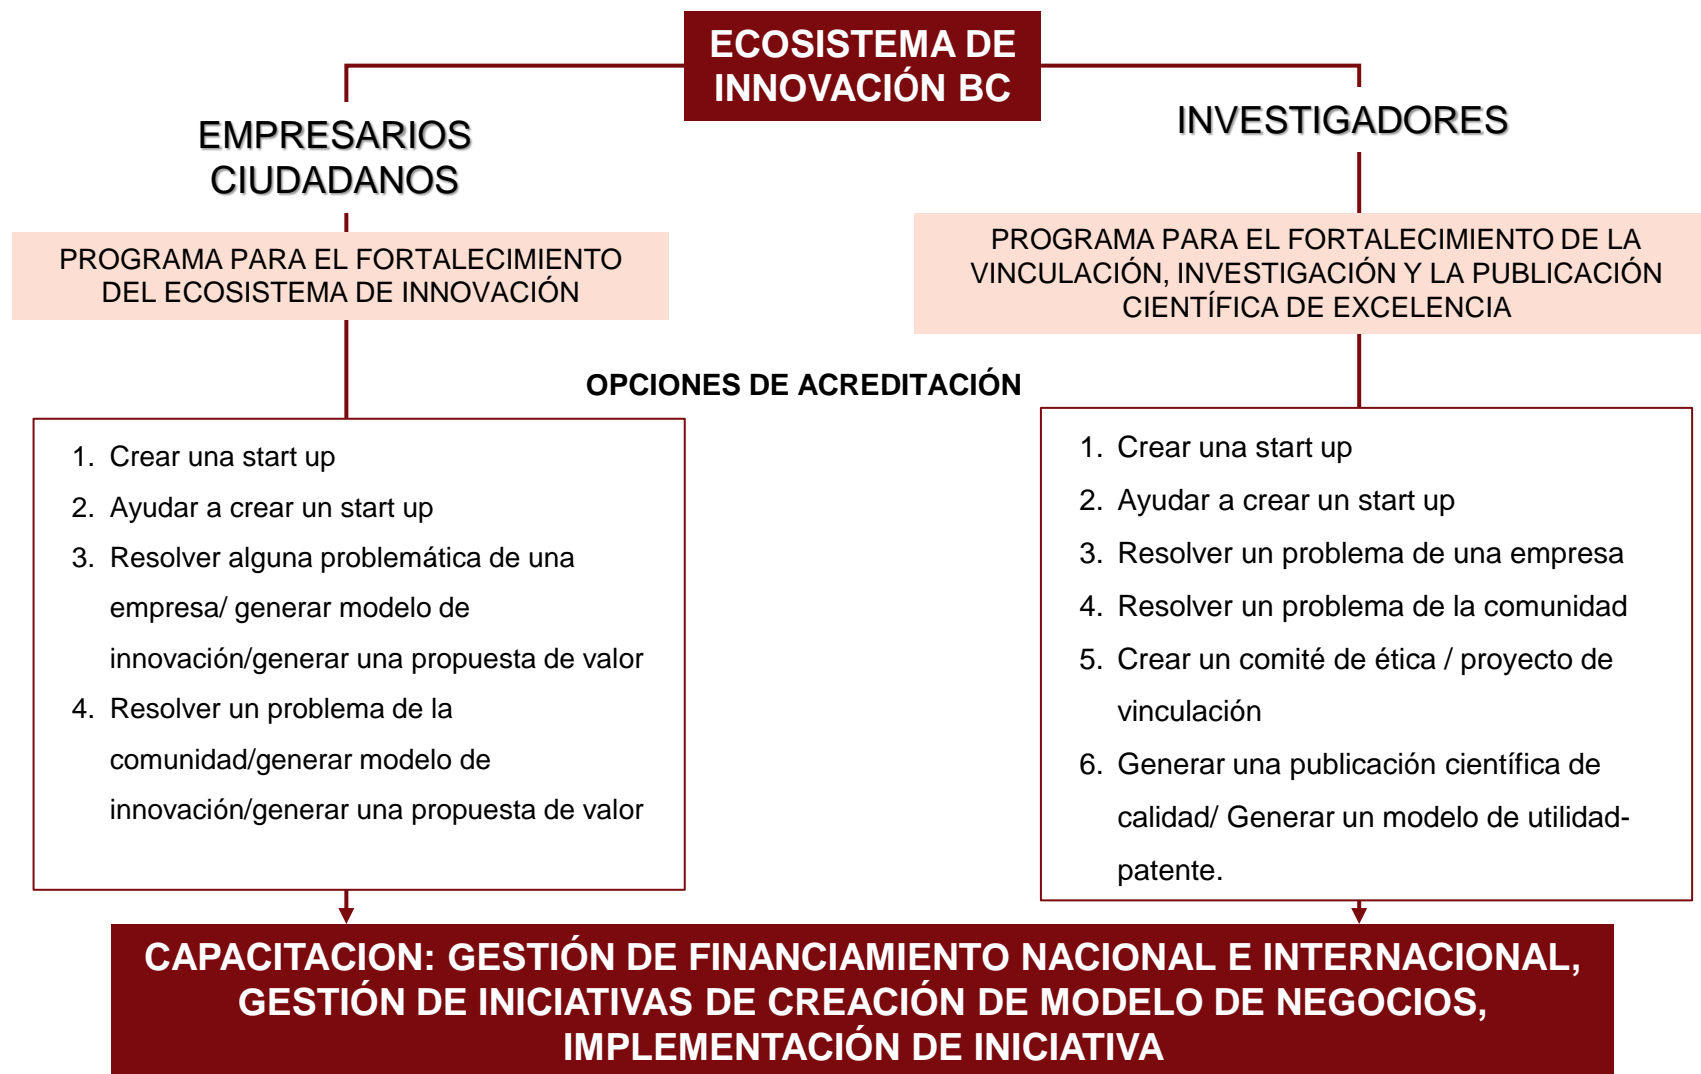 ECOSISTEMA DE
INNOVACIÓN BC
EMPRESARIOS
CIUDADANOS
INVESTIGADORES
PROGRAMA PARA EL FORTALECIMIENTO
DEL ECOSISTEMA DE INNOVACIÓN
PROGRAMA PARA EL FORTALECIMIENTO DE LA
VINCULACIÓN, INVESTIGACIÓN Y LA PUBLICACIÓN
CIENTÍFICA DE EXCELENCIA
OPCIONES DE ACREDITACIÓN
1. Crear una start up
2. Ayudar a crear un start up
3. Resolver alguna problemática de una
empresa/ generar modelo de
innovación/generar una propuesta de valor
4. Resolver un problema de la
comunidad/generar modelo de
innovación/generar una propuesta de valor
1. Crear una start up
2. Ayudar a crear un start up
3. Resolver un problema de una empresa
4. Resolver un problema de la comunidad
5. Crear un comité de ética / proyecto de
vinculación
6. Generar una publicación científica de
calidad/ Generar un modelo de utilidad-
patente.
CAPACITACION: GESTIÓN DE FINANCIAMIENTO NACIONAL E INTERNACIONAL,
GESTIÓN DE INICIATIVAS DE CREACIÓN DE MODELO DE NEGOCIOS,
IMPLEMENTACIÓN DE INICIATIVA